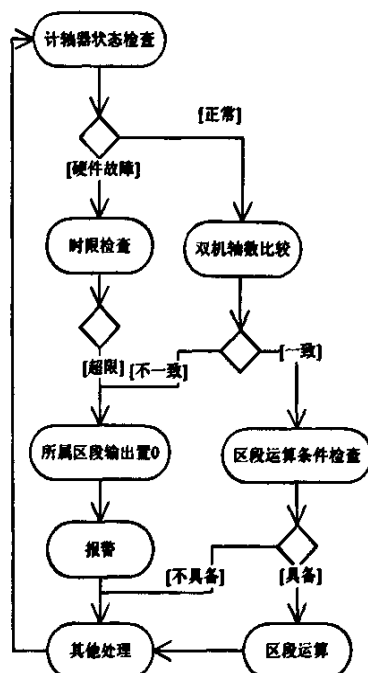 计轴器状态检查
[正常]
[硬件故障]
时限检查
双机轴数比较
[超限]
[不一致]
[一致]
所属区段输出置0
区段运算条件检查
报警
[不具备]
[具备]
其他处理
区段运算